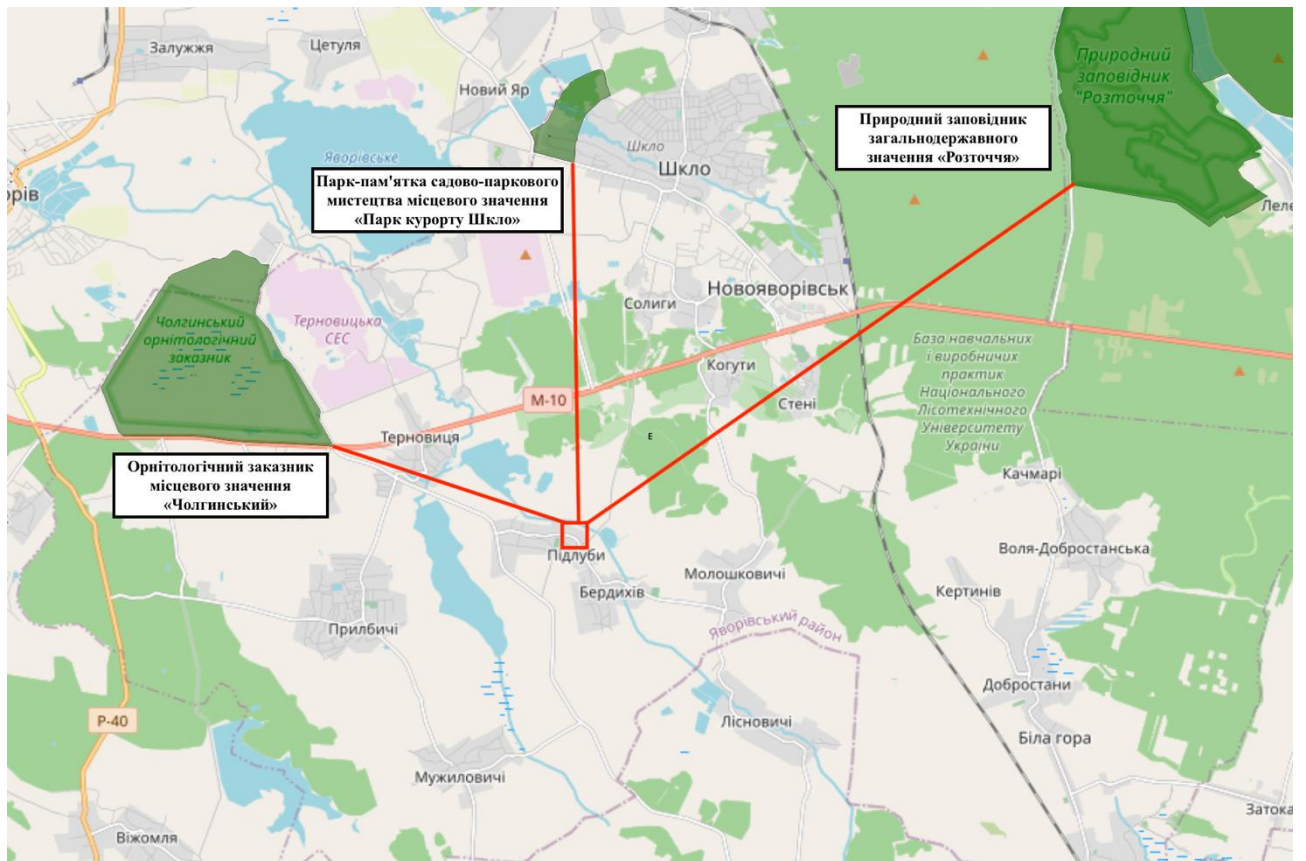 Залужжя
Цетуля
Новий Яр
Природний
заповідник
"Розточчя"
Природний заповідник
загальнодержавного
значення «Розточчя»
Шкло
Шкло
Яворівське
орів
Парк-пам'ятка садово-паркового
мистецтва місцевого значення
«Парк курорту Шкло»
Леле
Новояворівськ
Солиги
Чолгинський
орнітологічний
заказник
Терновицька
СЕС
База навчальних
і виробничих
практик
Національного
Лісотехнічного
Університету
України
Когути
Стені
М-10
Е
Терновиця
Орнітологічний заказник
місцевого значення
«Чолгинський»
Качмарі
Підлуби
Воля-Добростанська
Молошковичі
Бердихів
Кертинів
Прилбичі
Яворівський район
Добростани
Р-40
Лісновичі
Біла гора
Мужиловичі
Затока
Віжомля